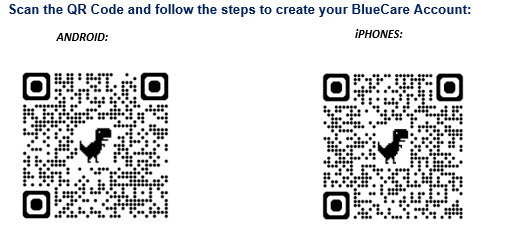 Scan the QR Code and follow the steps to create your BlueCare Account:
ANDROID:
iPHONES: